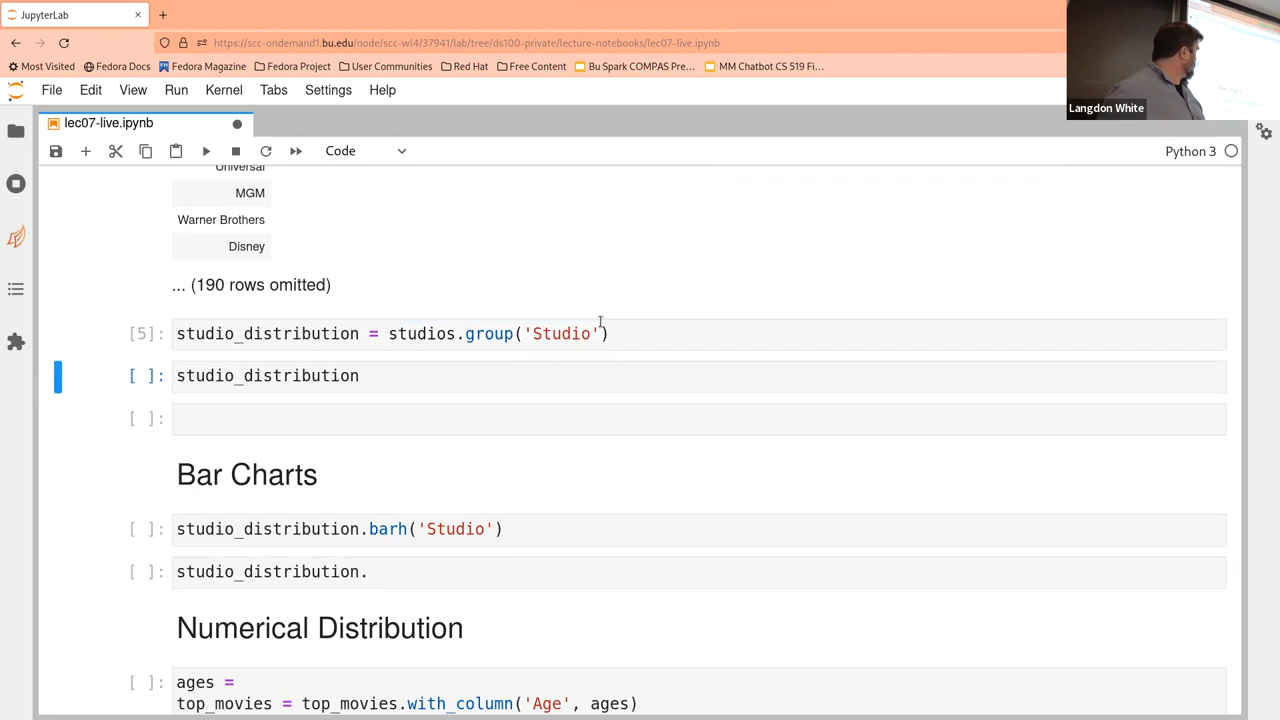 JupyterLab
https://scc-ondemand1.bu.edu/node/scc-wl4/37941/lab/tree/ds100-private/lecture-notebooks/lec07-live.ipynb
Most Visited Fedora Docs Fedora Magazine Fedora Project User Communities Red Hat Free Content Bu Spark COMPAS Pre… MM Chatbot CS 519 Fi…
Langdon White
File Edit View Run Kernel Tabs Settings Help
lec07-live.ipynb
Code Python 3
Universal
MGM
Warner Brothers
Disney
... (190 rows omitted)
[5]: studio_distribution = studios.group('Studio')
[ ]: studio_distribution
[ ]:
Bar Charts
[ ]: studio_distribution.barh('Studio')
[ ]: studio_distribution.
Numerical Distribution
[ ]: ages =
top_movies = top_movies.with_column('Age', ages)